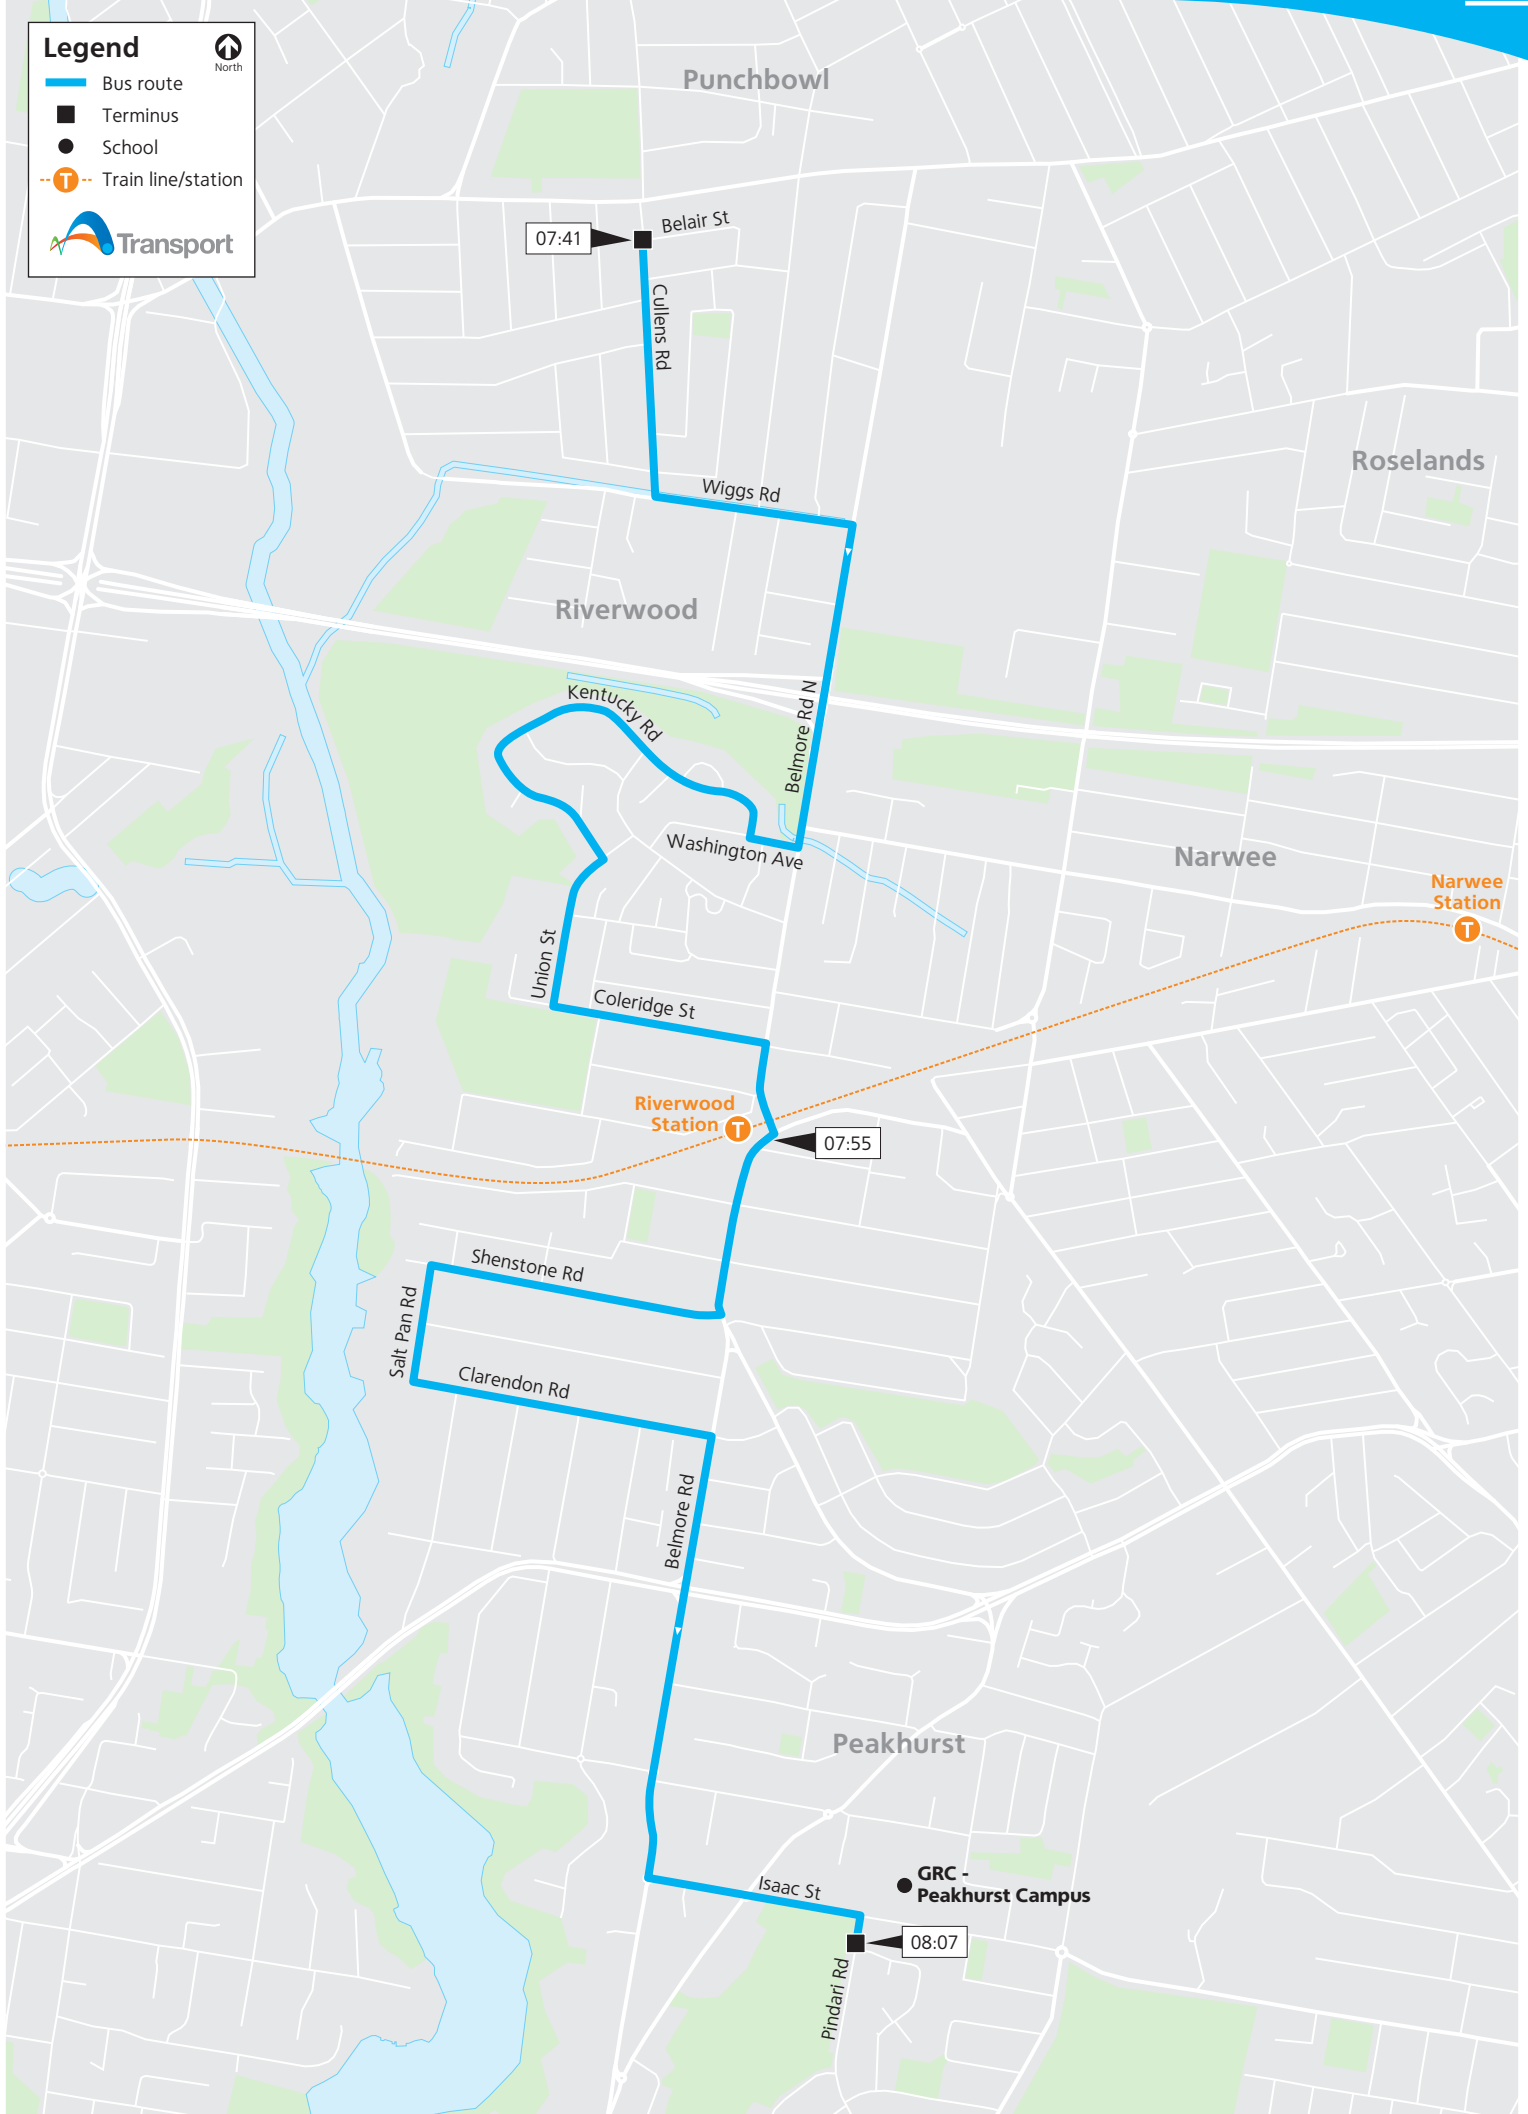 Legend
North
Bus route
Terminus
School
T
Train line/station
Transport
Punchbowl
07:41
Belair St
Cullens Rd
Roselands
Wiggs Rd
Riverwood
Kentucky Rd
Belmore Rd N
Washington Ave
Narwee
Narwee
Station
T
Union St
Coleridge St
Riverwood
Station
T
07:55
Shenstone Rd
Salt Pan Rd
Clarendon Rd
Belmore Rd
Peakhurst
Isaac St
GRC -
Peakhurst Campus
08:07
Pindari Rd